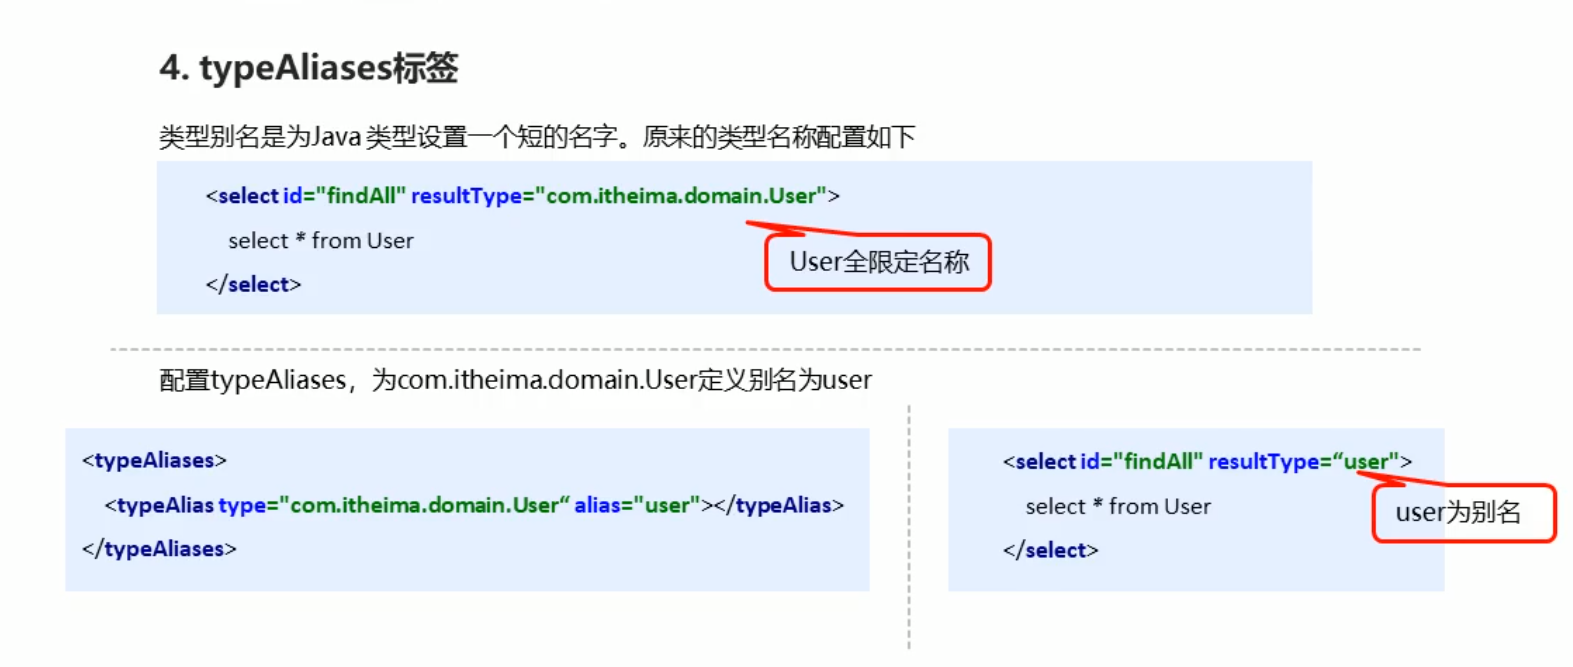 4. typeAliases标签
类型别名是为Java 类型设置一个短的名字。原来的类型名称配置如下
<select id="findAll" resultType="com.itheima.domain.User">
select * from User
User全限定名称
</select>
配置typeAliases，为com.itheima.domain.User定义别名为user
<typeAliases>
<typeAlias type="com.itheima.domain.User“ alias="user"></typeAlias>
</typeAliases>
<select id="findAll" resultType=“user">
select * from User
user为别名
</select>